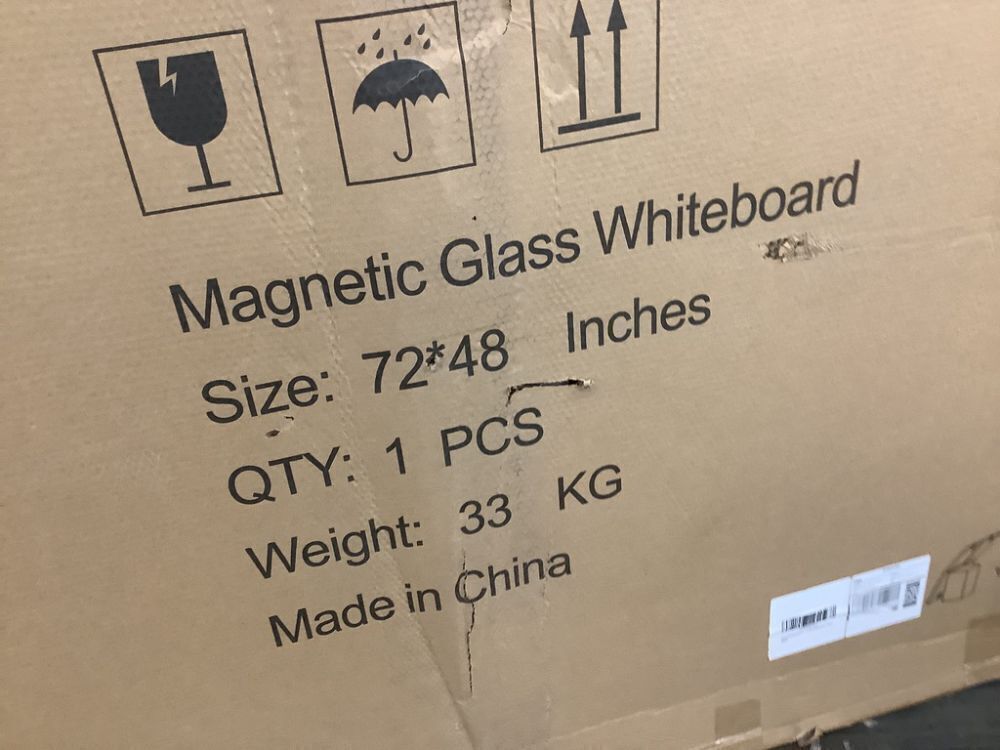 Magnetic Glass Whiteboard
Size: 72*48 Inches
QTY: 1 PCS
Weight: 33 KG
Made in China